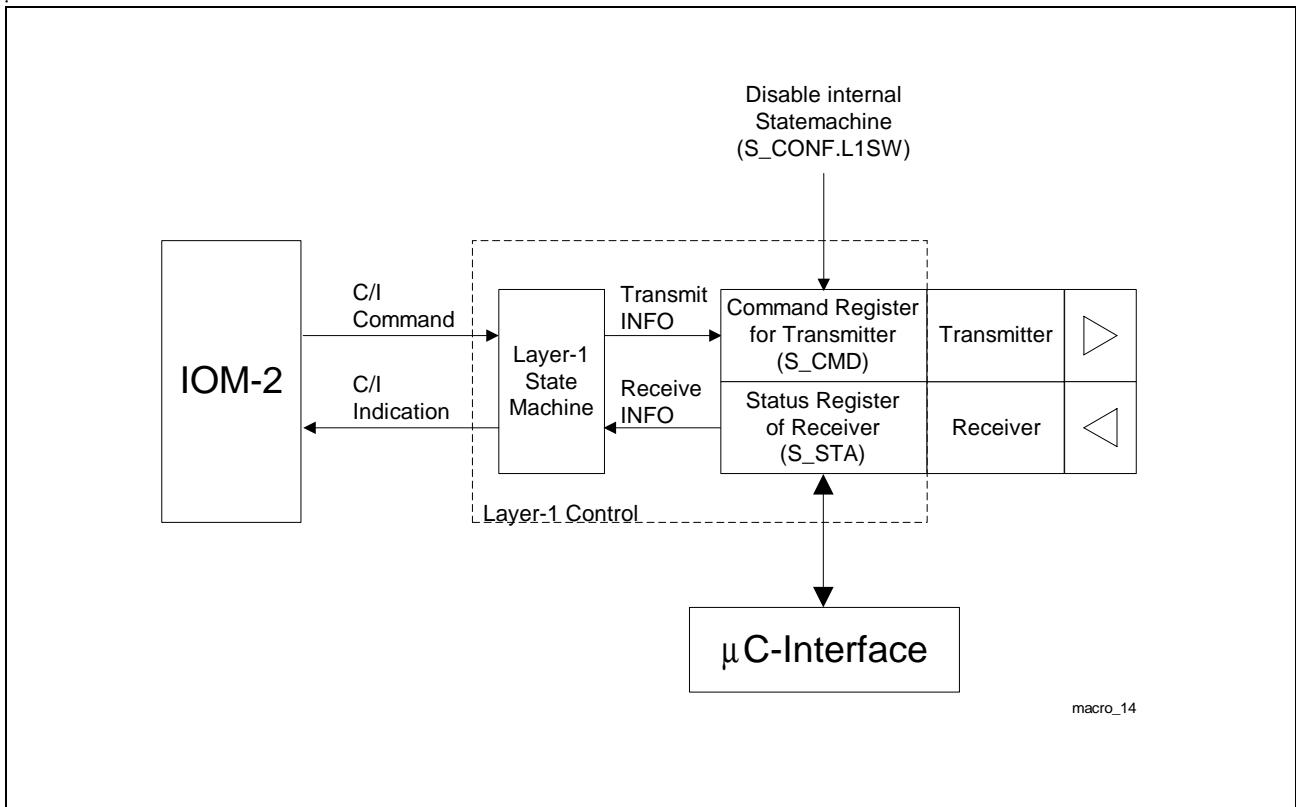 Disable internal
Statemachine
(S_CONF.L1SW)
IOM-2
C/I
Command
C/I
Indication
Layer-1
State
Machine
Transmit
INFO
Receive
INFO
Command Register
for Transmitter
(S_CMD)
Transmitter
Status Register
of Receiver
(S_STA)
Receiver
Layer-1 Control
µC-Interface
macro_14